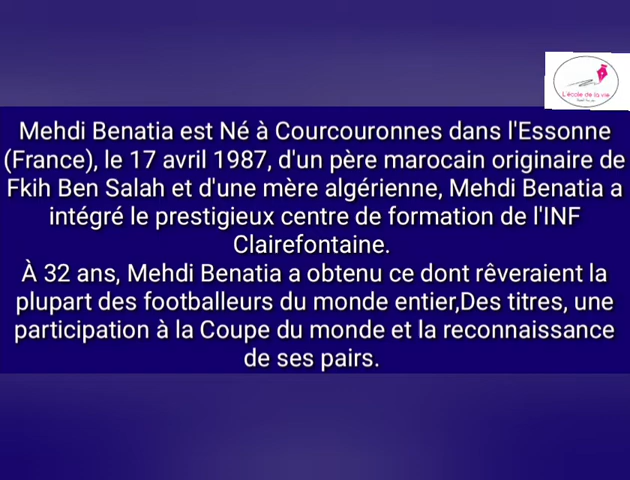 L'école de la vie
Mehdi Benatia est Né à Courcouronnes dans l'Essonne
(France), le 17 avril 1987, d'un père marocain originaire de
Fkih Ben Salah et d'une mère algérienne, Mehdi Benatia a
intégré le prestigieux centre de formation de l'INF
Clairefontaine.
À 32 ans, Mehdi Benatia a obtenu ce dont rêveraient la
plupart des footballeurs du monde entier,Des titres, une
participation à la Coupe du monde et la reconnaissance
de ses pairs.